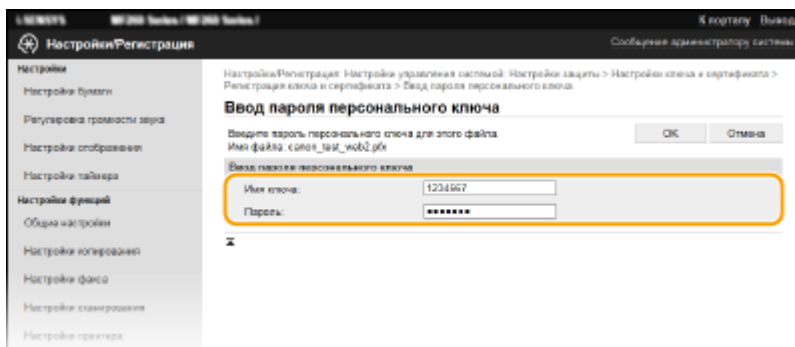 К порталу Выход
Настройки/Регистрация
Сообщение администратору системы
Настройки
Настройки бумаги
Регулировка громкости звука
Настройки отображения
Настройки таймера
Настройки функций
Общие настройки
Настройки копирования
Настройки факса
Настройки сканирования
Настройки принтера
Настройки/Регистрация: Настройки управления системой: Настройки защиты > Настройки ключа и сертификата >
Регистрация ключа и сертификата > Ввод пароля персонального ключа
Ввод пароля персонального ключа
Введите пароль персонального ключа для этого файла.
Имя файла: canon_test_web2.pfx
OK Отмена
Ввод пароля персонального ключа
Имя ключа: 1234567
Пароль: •••••••